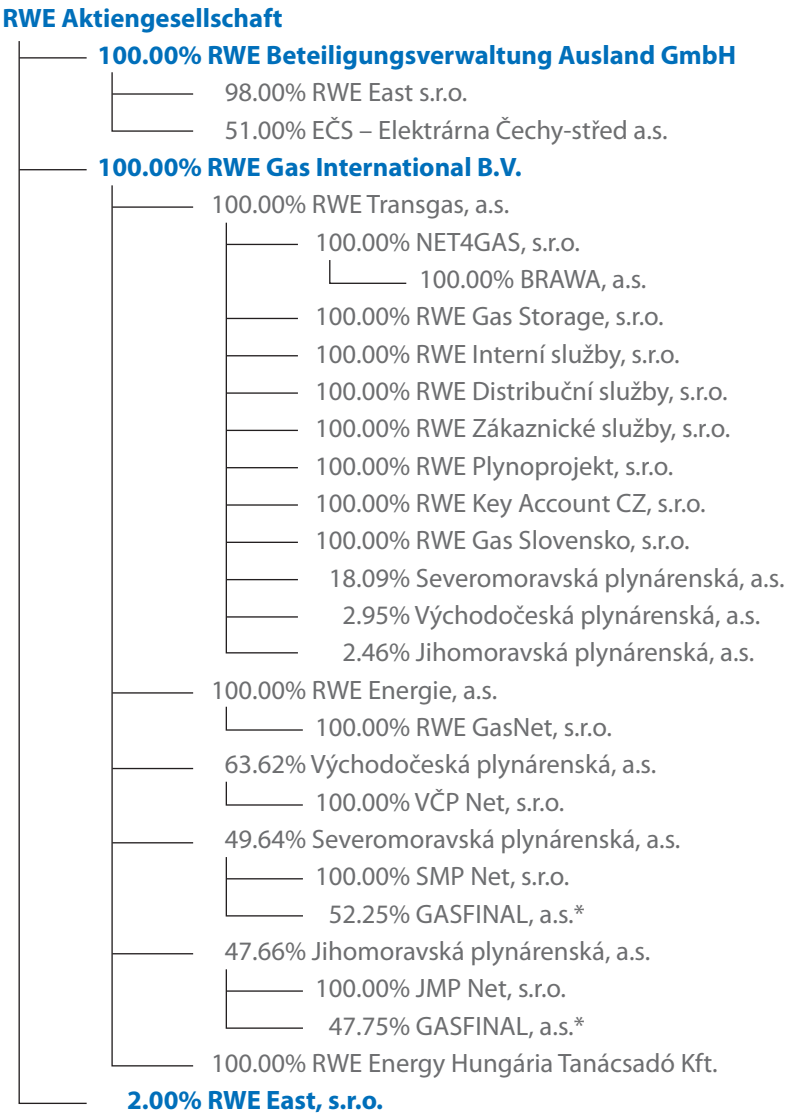 RWE Aktiengesellschaft
100.00% RWE Beteiligungsverwaltung Ausland GmbH
98.00% RWE East s.r.o.
51.00% EČS – Elektrárna Čechy-střed a.s.
100.00% RWE Gas International B.V.
100.00% RWE Transgas, a.s.
100.00% NET4GAS, s.r.o.
100.00% BRAWA, a.s.
100.00% RWE Gas Storage, s.r.o.
100.00% RWE Interní služby, s.r.o.
100.00% RWE Distribuční služby, s.r.o.
100.00% RWE Zákaznické služby, s.r.o.
100.00% RWE Plynoprojekt, s.r.o.
100.00% RWE Key Account CZ, s.r.o.
100.00% RWE Gas Slovensko, s.r.o.
18.09% Severomoravská plynárenská, a.s.
2.95% Východočeská plynárenská, a.s.
2.46% Jihomoravská plynárenská, a.s.
100.00% RWE Energie, a.s.
100.00% RWE GasNet, s.r.o.
63.62% Východočeská plynárenská, a.s.
100.00% VČP Net, s.r.o.
49.64% Severomoravská plynárenská, a.s.
100.00% SMP Net, s.r.o.
52.25% GASFINAL, a.s.*
47.66% Jihomoravská plynárenská, a.s.
100.00% JMP Net, s.r.o.
47.75% GASFINAL, a.s.*
100.00% RWE Energy Hungária Tanácsadó Kft.
2.00% RWE East, s.r.o.